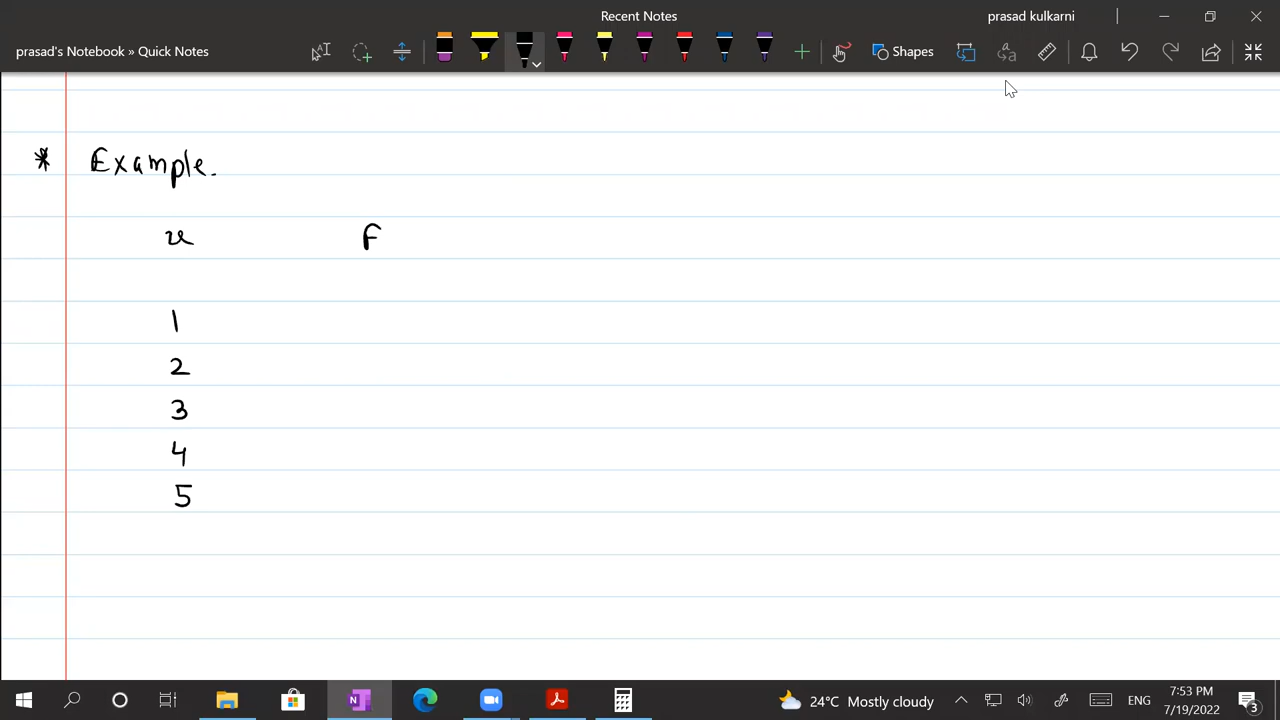 Recent Notes
prasad kulkarni
prasad's Notebook » Quick Notes
Shapes
* Example.
x F
1
2
3
4
5
24°C Mostly cloudy
ENG
7:53 PM
7/19/2022
3